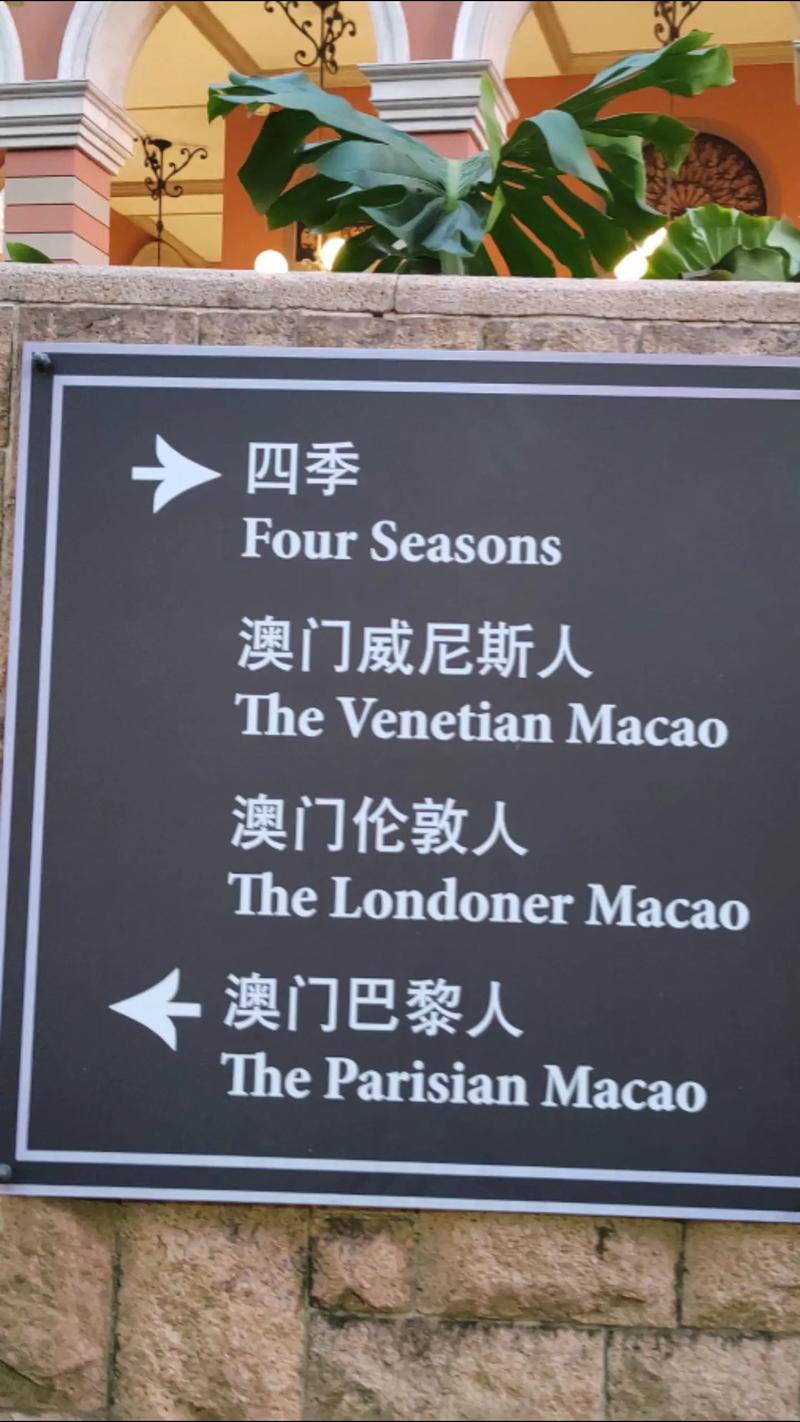 四季
Four Seasons
澳门威尼斯人
The Venetian Macao
澳门伦敦人
The Londoner Macao
澳门巴黎人
The Parisian Macao